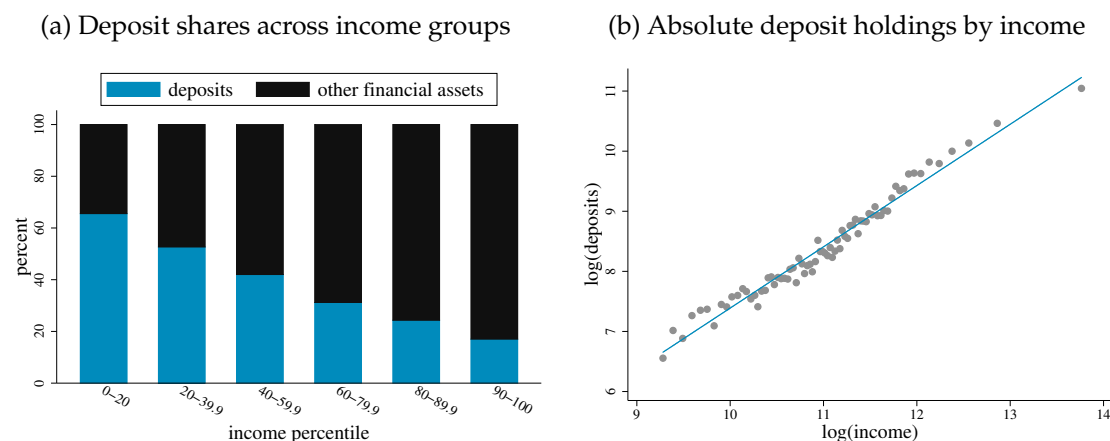 (a) Deposit shares across income groups
deposits other financial assets
percent
100
80
60
40
20
0
0−20 20−39.9 40−59.9 60−79.9 80−89.9 90−100
income percentile
(b) Absolute deposit holdings by income
log(deposits)
11
10
9
8
7
6
9 10 11 12 13 14
log(income)